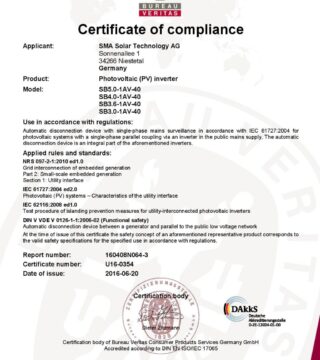 BUREAU
VERITAS
Certificate of compliance
Applicant: SMA Solar Technology AG
Sonnenallee 1
34266 Niestetal
Germany
Product: Photovoltaic (PV) inverter
Model: SB5.0-1AV-40
SB4.0-1AV-40
SB3.6-1AV-40
SB3.0-1AV-40
Use in accordance with regulations:
Automatic disconnection device with single-phase mains surveillance in accordance with IEC 61727:2004 for
photovoltaic systems with a single-phase parallel coupling via an inverter in the public mains supply. The automatic
disconnection device is an integral part of the aforementioned inverters.
Applied rules and standards:
NRS 097-2-1:2010 ed1.0
Grid interconnection of embedded generation
Part 2: Small-scale embedded generation
Section 1: Utility interface
IEC 61727:2004 ed2.0
Photovoltaic (PV) systems – Characteristics of the utility interface
IEC 62116:2008 ed1.0
Test procedure of islanding prevention measures for utility-interconnected photovoltaic inverters
DIN V VDE V 0126-1-1:2006-02 (Functional safety)
Automatic disconnection device between a generator and parallel to the public low voltage network
At the time of issue of this certificate the safety concept of an aforementioned representative product corresponds to
the valid safety specifications for the specified use in accordance with regulations.
Report number: 160408N064-3
Certificate number: U16-0354
Date of issue: 2016-06-20
Certification body
Dieter Zitzmann
DAkkS
Deutsche
Akkreditierungsstelle
D-ZE-12024-01-00
Certification body of Bureau Veritas Consumer Products Services Germany GmbH
Accredited according to DIN EN ISO/IEC 17065